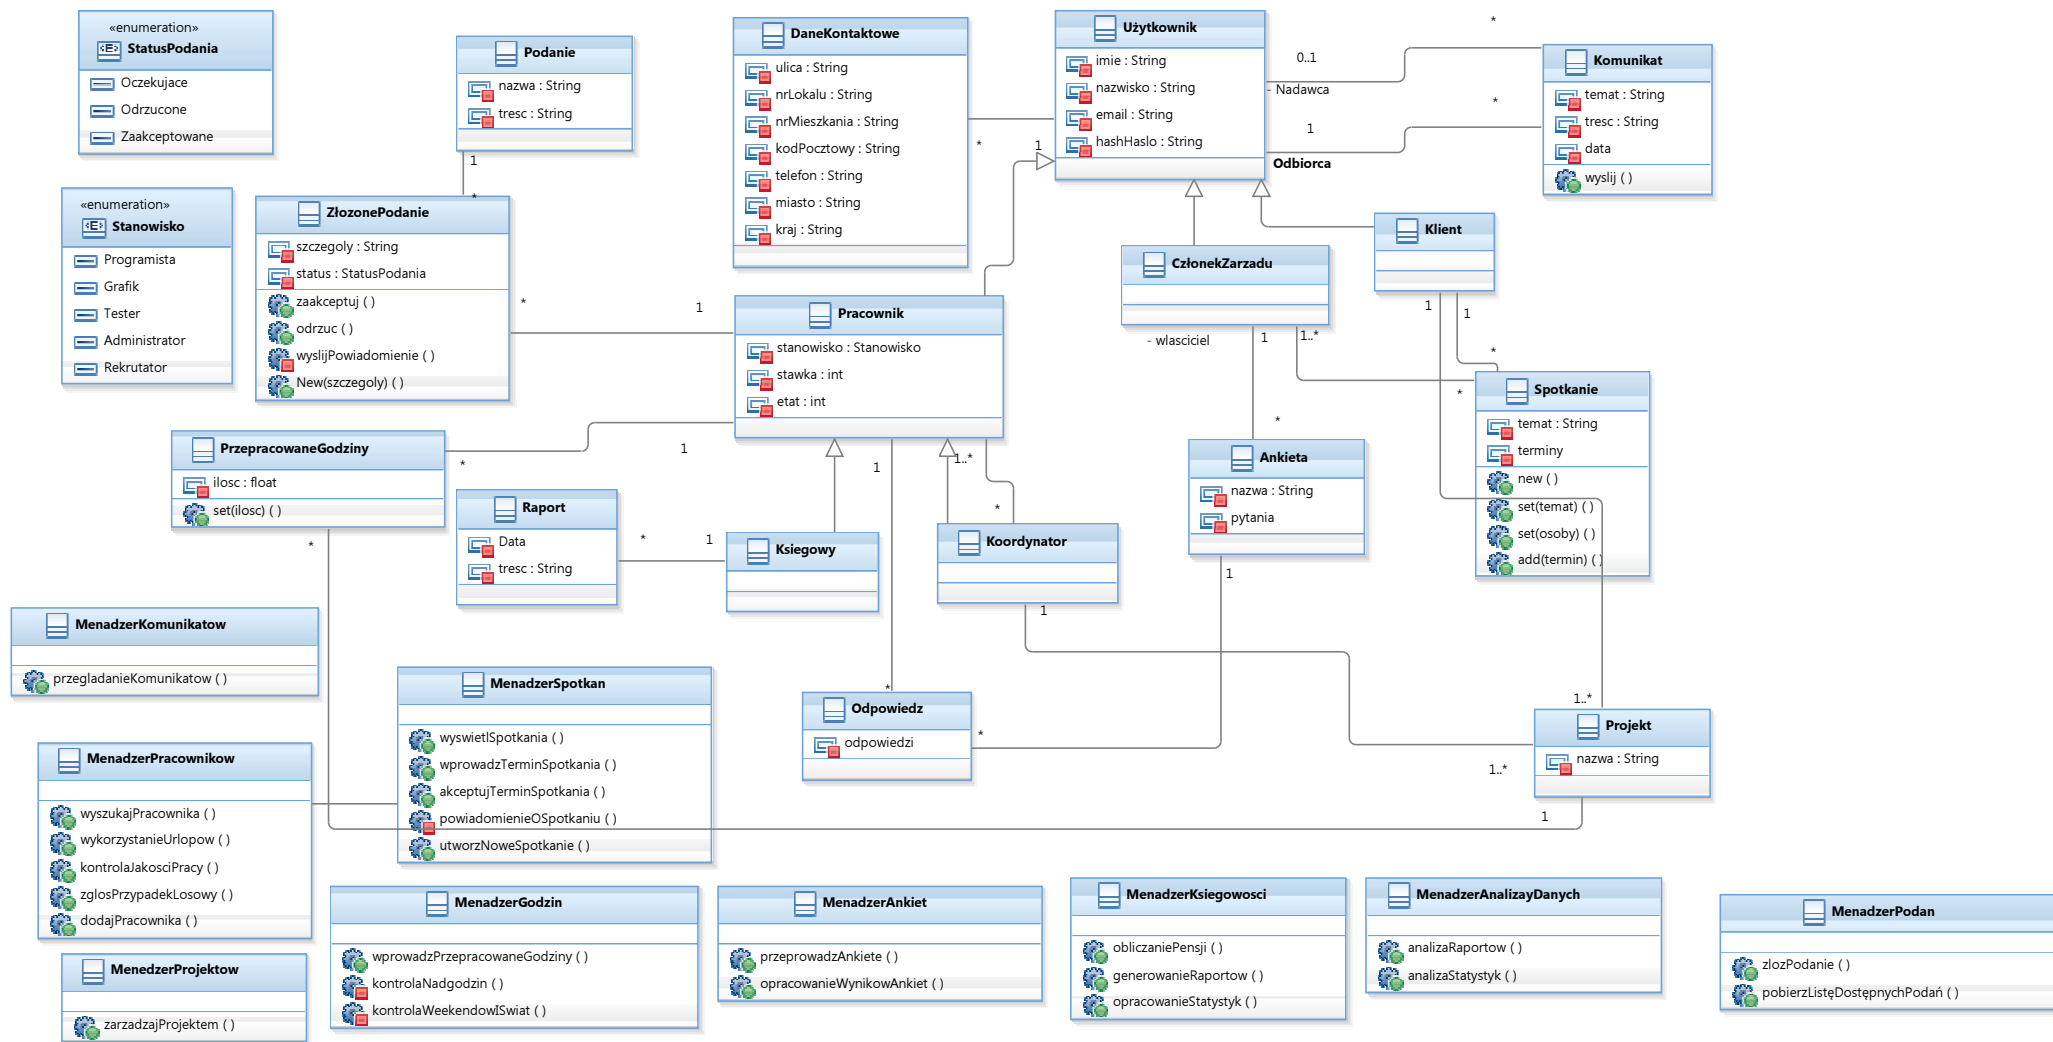 «enumeration»
StatusPodania
Oczekujace
Odrzucone
Zaakceptowane
Podanie
nazwa : String
tresc : String
1
*
DaneKontaktowe
ulica : String
nrLokalu : String
nrMieszkania : String
kodPocztowy : String
telefon : String
miasto : String
kraj : String
*
1
Użytkownik
imie : String
nazwisko : String
email : String
hashHaslo : String
0..1
- Nadawca
*
1
Odbiorca
*
Komunikat
temat : String
tresc : String
data
wyslij ( )
«enumeration»
Stanowisko
Programista
Grafik
Tester
Administrator
Rekrutator
ZłozonePodanie
szczegoly : String
status : StatusPodania
zaakceptuj ( )
odrzuc ( )
wyslijPowiadomienie ( )
New(szczegoly) ( )
*
1
Pracownik
stanowisko : Stanowisko
stawka : int
etat : int
CzłonekZarzadu
- wlasciciel
1
1..*
Klient
1
1
*
*
*
Spotkanie
temat : String
terminy
new ( )
set(temat) ( )
set(osoby) ( )
add(termin) ( )
PrzepracowaneGodziny
ilosc : float
set(ilosc) ( )
*
1
*
Raport
Data
tresc : String
*
1
Ksiegowy
1
1..*
*
Koordynator
1
Ankieta
nazwa : String
pytania
1
MenadzerKomunikatow
przegladanieKomunikatow ( )
MenadzerSpotkan
wyswietlSpotkania ( )
wprowadzTerminSpotkania ( )
akceptujTerminSpotkania ( )
powiadomienieOSpotkaniu ( )
utworzNoweSpotkanie ( )
*
Odpowiedz
odpowiedzi
*
1..*
1..*
Projekt
nazwa : String
1
MenadzerPracownikow
wyszukajPracownika ( )
wykorzystanieUrlopow ( )
kontrolaJakosciPracy ( )
zglosPrzypadekLosowy ( )
dodajPracownika ( )
MenedzerProjektow
zarzadzajProjektem ( )
MenadzerGodzin
wprowadzPrzepracowaneGodziny ( )
kontrolaNadgodzin ( )
kontrolaWeekendowISwiat ( )
MenadzerAnkiet
przeprowadzAnkiete ( )
opracowanieWynikowAnkiet ( )
MenadzerKsiegowosci
obliczaniePensji ( )
generowanieRaportow ( )
opracowanieStatystyk ( )
MenadzerAnalizayDanych
analizaRaportow ( )
analizaStatystyk ( )
MenadzerPodan
zlozPodanie ( )
pobierzListęDostępnychPodań ( )